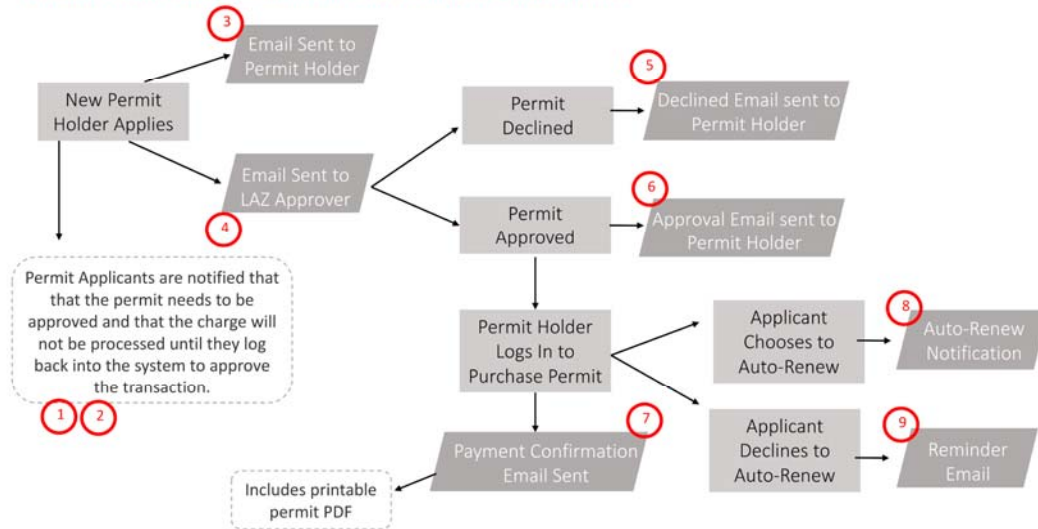 3
Email Sent to
Permit Holder
New Permit
Holder Applies
Email Sent to
LAZ Approver
4
Permit Applicants are notified that
that the permit needs to be
approved and that the charge will
not be processed until they log
back into the system to approve
the transaction.
1
2
Permit
Declined
5
Declined Email sent to
Permit Holder
Permit
Approved
6
Approval Email sent to
Permit Holder
Permit Holder
Logs In to
Purchase Permit
Applicant
Chooses to
Auto-Renew
8
Auto-Renew
Notification
Applicant
Declines to
Auto-Renew
9
Reminder
Email
7
Payment Confirmation
Email Sent
Includes printable
permit PDF